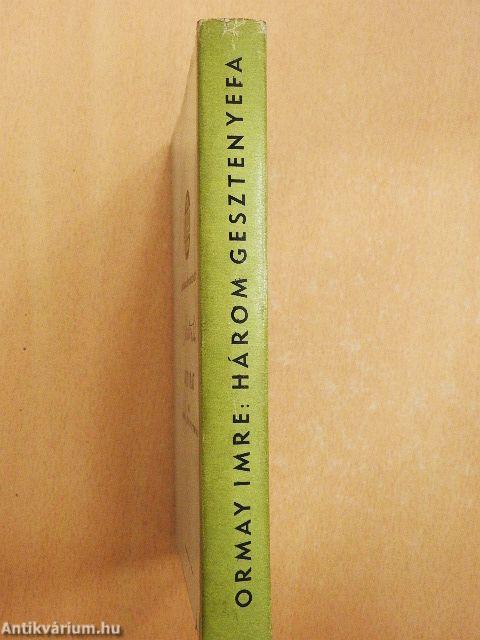 ORMAY IMRE: HÁROM GESZTENYEFA
Antikvárium.hu